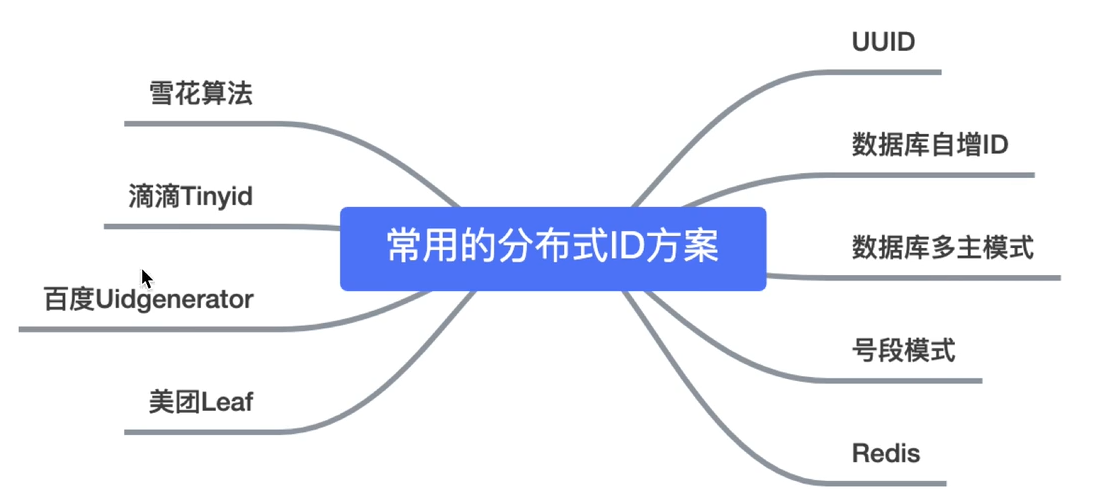 常用的分布式ID方案
UUID
数据库自增ID
数据库多主模式
号段模式
Redis
雪花算法
滴滴Tinyid
百度Uidgenerator
美团Leaf